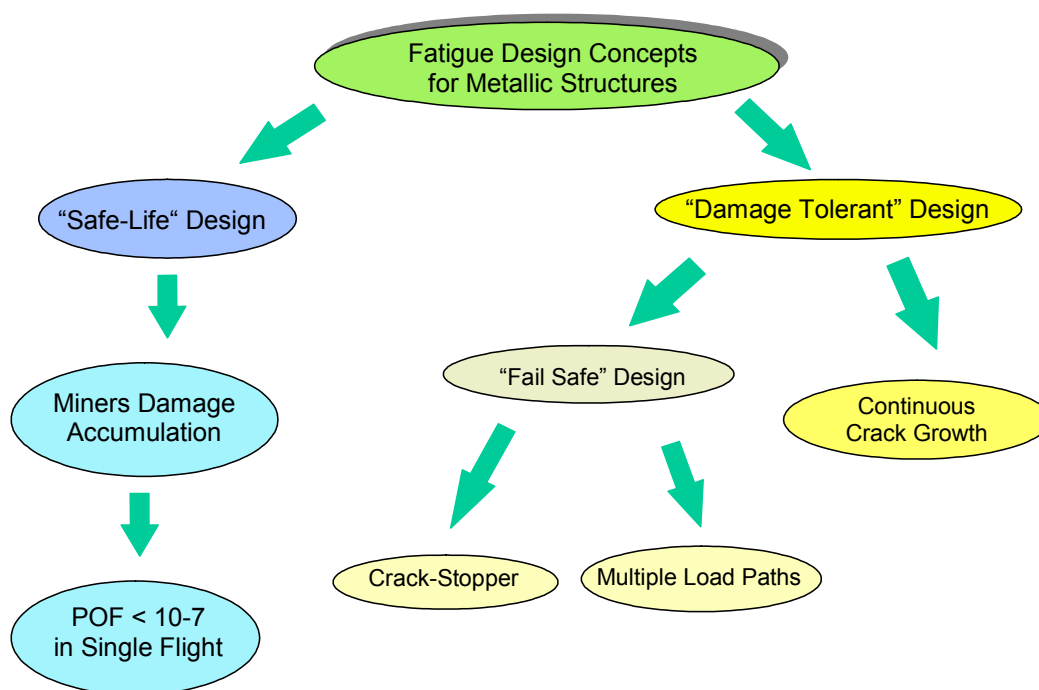 Fatigue Design Concepts
for Metallic Structures
“Safe-Life“ Design
“Damage Tolerant” Design
“Fail Safe” Design
Miners Damage
Accumulation
Continuous
Crack Growth
Crack-Stopper
Multiple Load Paths
POF < 10-7
in Single Flight